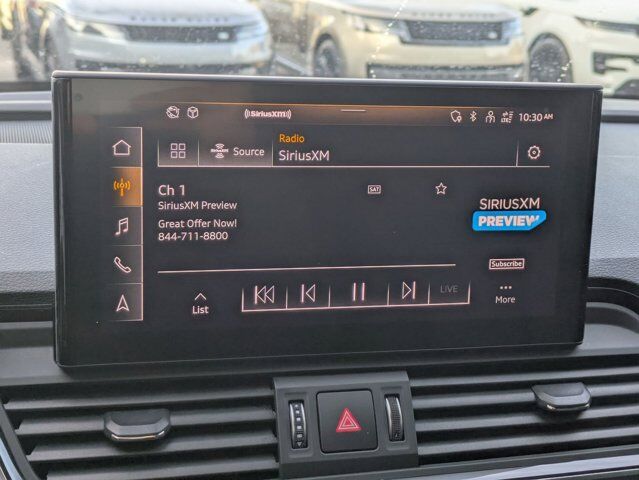 ((SiriusXM))
10:30 AM
Source
Radio
SiriusXM
Ch 1
SAT
SiriusXM Preview
Great Offer Now!
844-711-8800
SIRIUSXM
PREVIEW
Subscribe
List
LIVE
More